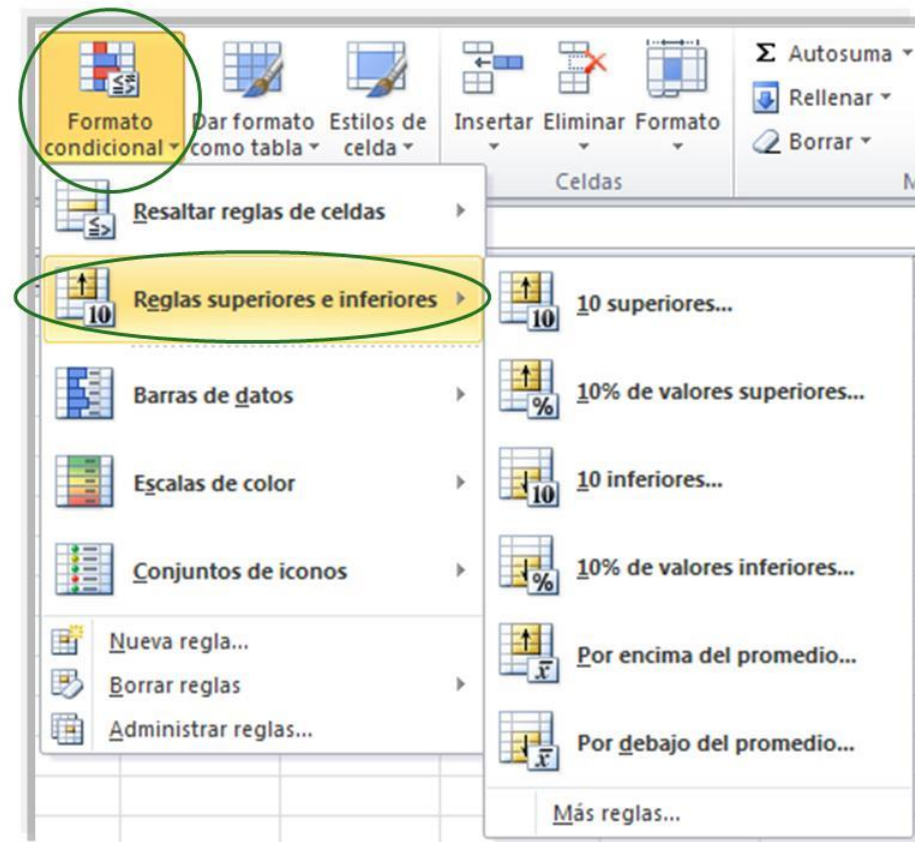 Formato condicional
Dar formato como tabla
Estilos de celda
Insertar
Eliminar
Formato
Σ Autosuma
Rellenar
Borrar
Celdas
Resaltar reglas de celdas
Reglas superiores e inferiores
10
Barras de datos
Escalas de color
Conjuntos de iconos
Nueva regla...
Borrar reglas
Administrar reglas...
10 superiores...
10
10% de valores superiores...
%
10 inferiores...
10
10% de valores inferiores...
%
Por encima del promedio...
x̅
Por debajo del promedio...
x̅
Más reglas...